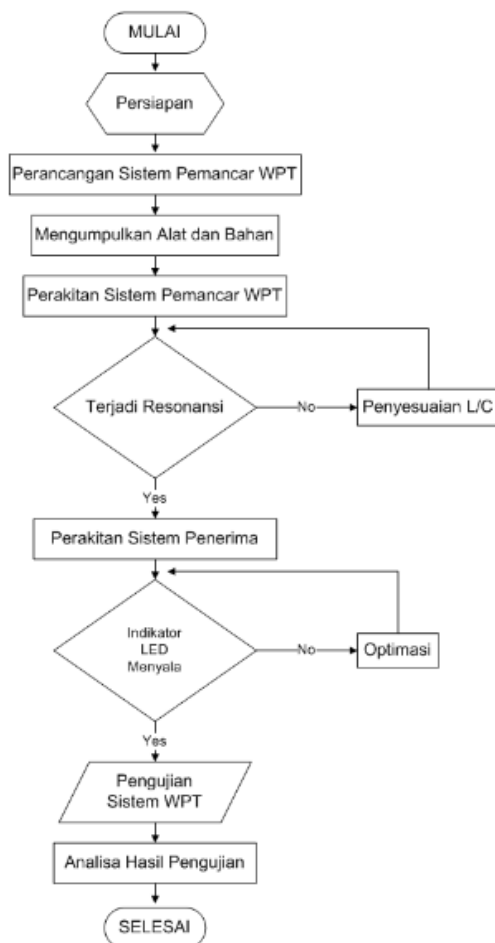 MULAI
Persiapan
Perancangan Sistem Pemancar WPT
Mengumpulkan Alat dan Bahan
Perakitan Sistem Pemancar WPT
Terjadi Resonansi
No
Penyesuaian L/C
Yes
Perakitan Sistem Penerima
Indikator
LED
Menyala
No
Optimasi
Yes
Pengujian
Sistem WPT
Analisa Hasil Pengujian
SELESAI